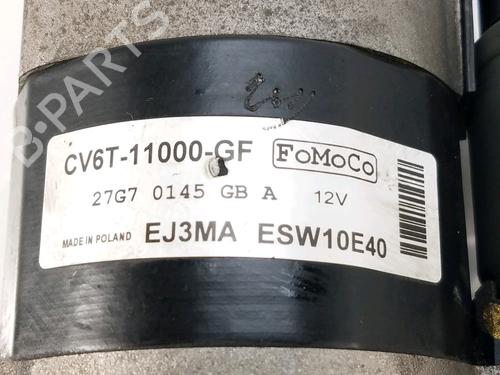 B-PARTS
CV6T-11000-GF FoMoCo
27G7 0145 GB A 12V
MADE IN POLAND EJ3MA ESW10E40